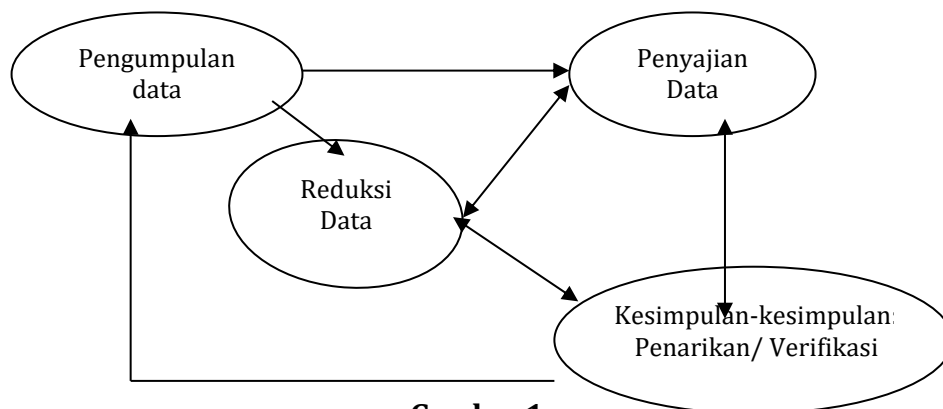 Pengumpulan
data
Penyajian
Data
Reduksi
Data
Kesimpulan-kesimpulan:
Penarikan/ Verifikasi